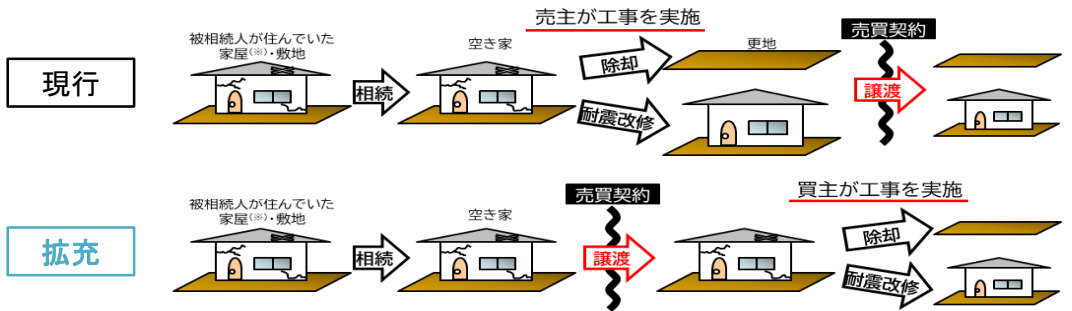 売主が工事を実施
売買契約
被相続人が住んでいた
家屋(※)・敷地
空き家
更地
現行
相続
除却
耐震改修
譲渡
売買契約
買主が工事を実施
被相続人が住んでいた
家屋(※)・敷地
空き家
拡充
相続
譲渡
除却
耐震改修